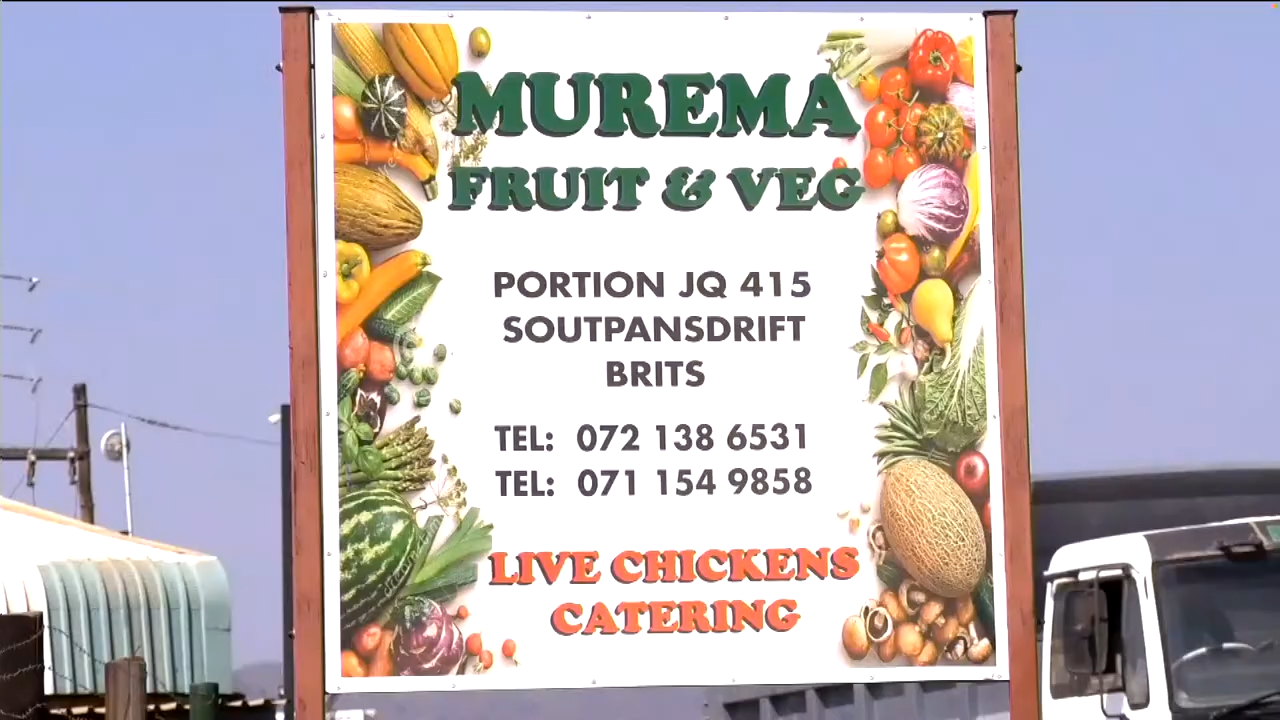 MUREMA
FRUIT & VEG
PORTION JQ 415
SOUTPANSDRIFT
BRITS
TEL: 072 138 6531
TEL: 071 154 9858
LIVE CHICKENS
CATERING